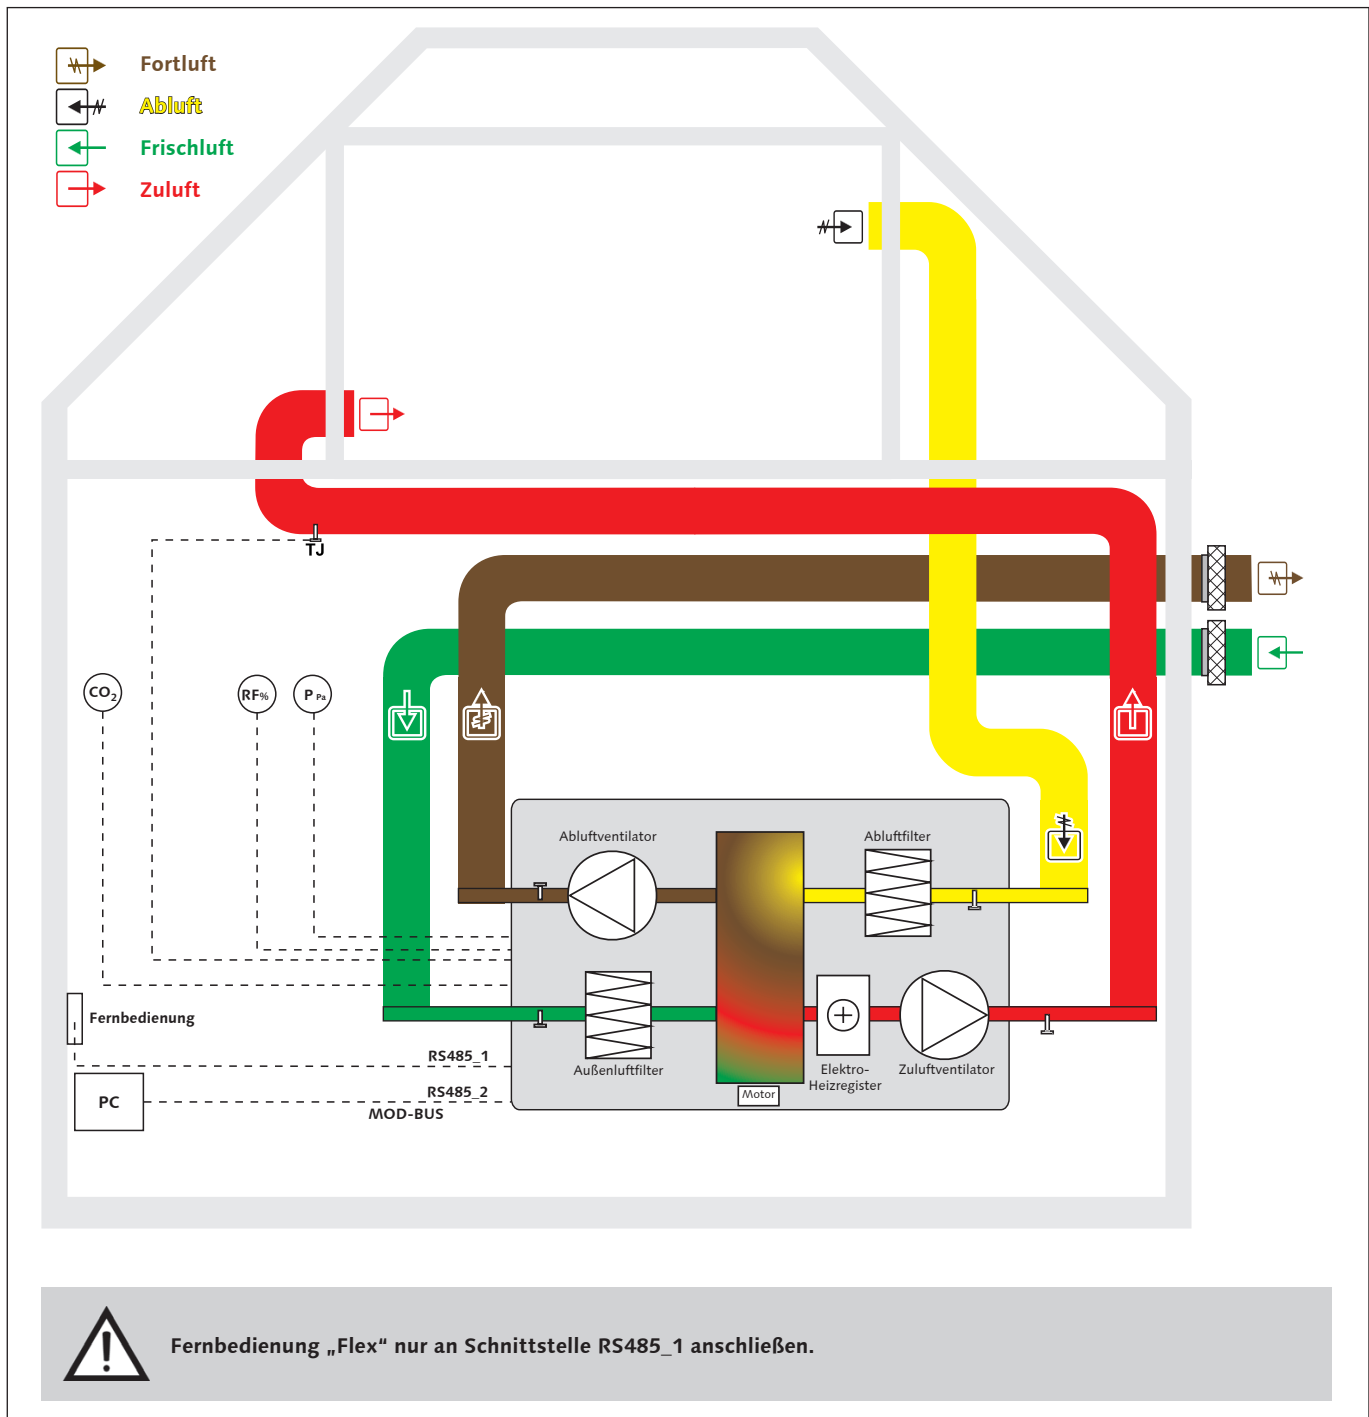 Fortluft
Abluft
Frischluft
Zuluft
TJ
CO2
RF%
P Pa
Abluftventilator
Abluftfilter
Fernbedienung
RS485_1
Außenluftfilter
Elektro-
Heizregister
Zuluftventilator
RS485_2
Motor
PC
MOD-BUS
Fernbedienung „Flex“ nur an Schnittstelle RS485_1 anschließen.